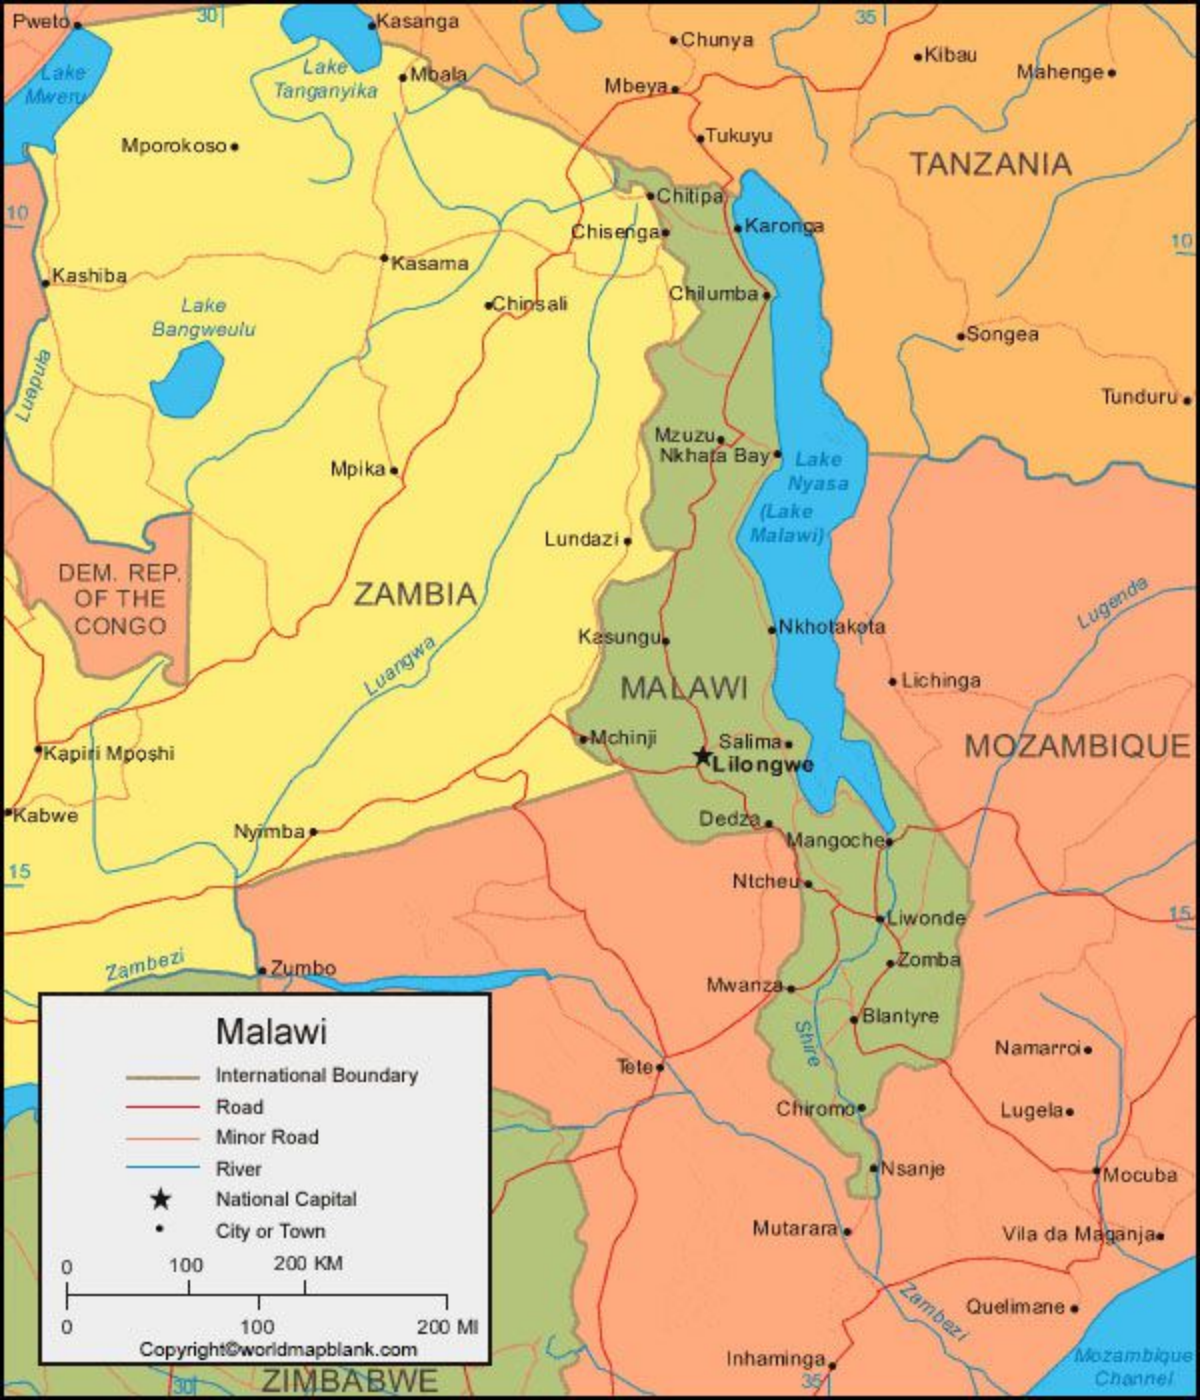 Pweto
30
Kasanga
35
Chunya
Kibau
Mahenge
Lake
Mweru
Lake
Tanganyika
Mbala
Mbeya
Mporokoso
Tukuyu
TANZANIA
10
Chitipa
Chisenga
Karonga
10
Kashiba
Kasama
Chinsali
Chilumba
Lake
Bangweulu
Songea
Luapula
Tunduru
Mzuzu
Nkhata Bay
Mpika
Lake
Nyasa
(Lake
Malawi)
Lundazi
DEM. REP.
OF THE
CONGO
ZAMBIA
Lugenda
Kasungu
Nkhotakota
Luangwa
MALAWI
Lichinga
Kapiri Mposhi
Mchinji
Salima
Lilongwe
MOZAMBIQUE
Kabwe
Nyimba
Dedza
Mangoche
15
Ntcheu
Liwonde
15
Zambezi
Zumbo
Zomba
Mwanza
Blantyre
Shire
Namarroi
Tete
Chiromo
Lugela
Nsanje
Mocuba
Mutarara
Vila da Maganja
Zambezi
Quelimane
Inhaminga
35
Mozambique
Channel
Malawi
International Boundary
Road
Minor Road
River
National Capital
City or Town
0 100 200 KM
0 100 200 MI
Copyright©worldmapblank.com
30
ZIMBABWE